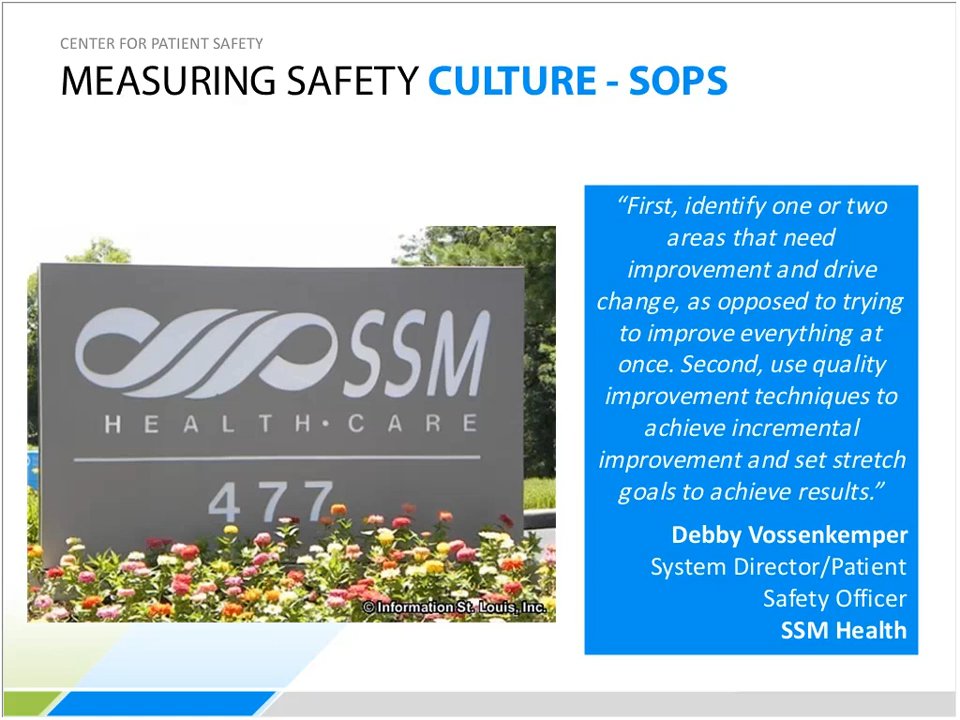 CENTER FOR PATIENT SAFETY
MEASURING SAFETY CULTURE - SOPS
SSM
HEALTH·CARE
477
© Information St. Louis, Inc.
“First, identify one or two
areas that need
improvement and drive
change, as opposed to trying
to improve everything at
once. Second, use quality
improvement techniques to
achieve incremental
improvement and set stretch
goals to achieve results.”
Debby Vossenkemper
System Director/Patient
Safety Officer
SSM Health